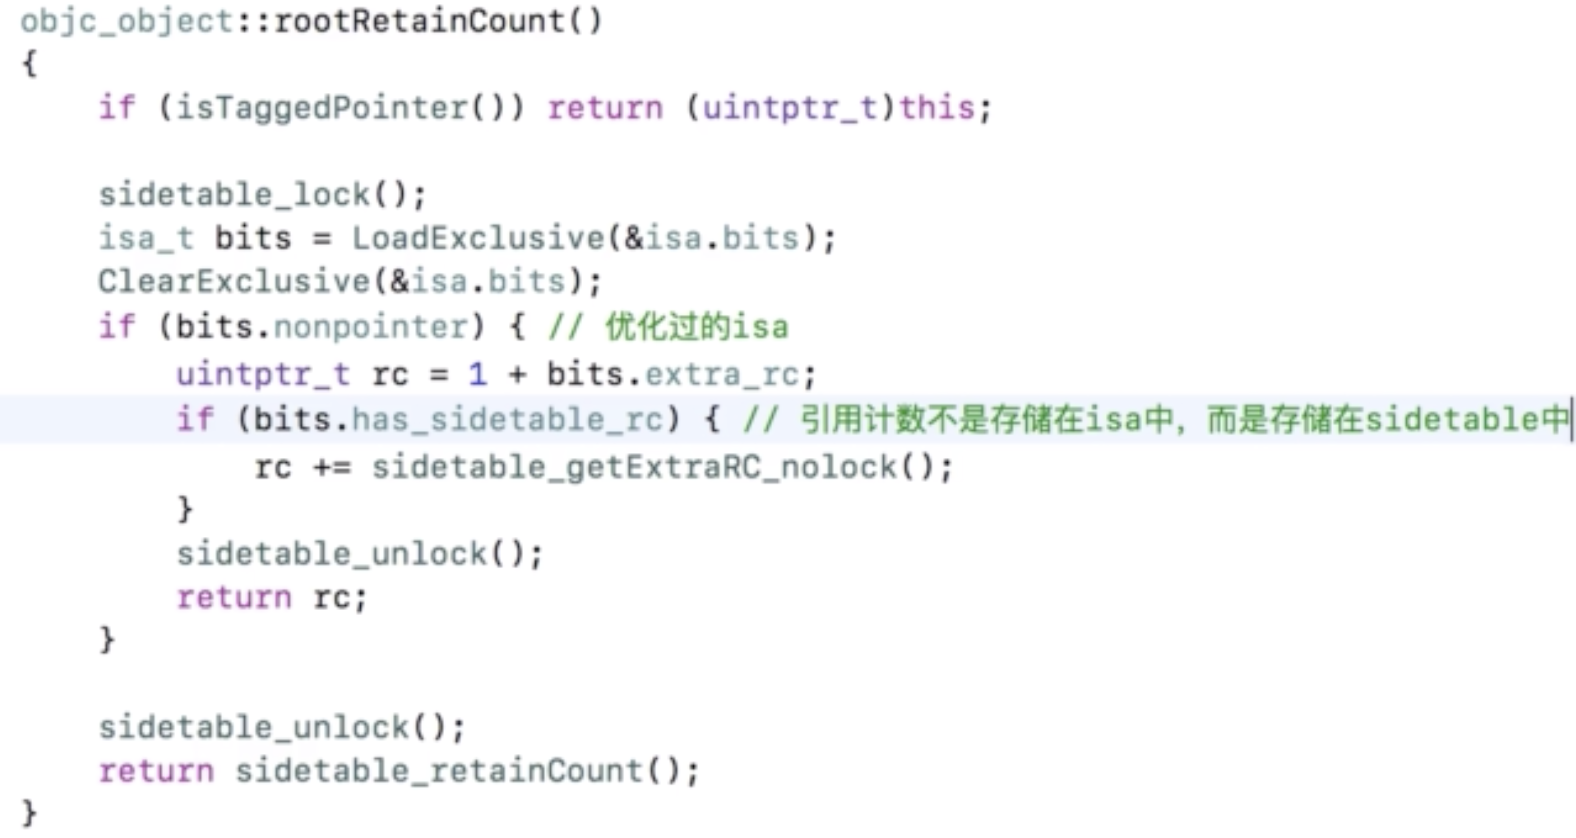 objc_object::rootRetainCount()
{
    if (isTaggedPointer()) return (uintptr_t)this;

    sidetable_lock();
    isa_t bits = LoadExclusive(&isa.bits);
    ClearExclusive(&isa.bits);
    if (bits.nonpointer) { // 优化过的isa
        uintptr_t rc = 1 + bits.extra_rc;
        if (bits.has_sidetable_rc) { // 引用计数不是存储在isa中，而是存储在sidetable中
            rc += sidetable_getExtraRC_nolock();
        }
        sidetable_unlock();
        return rc;
    }

    sidetable_unlock();
    return sidetable_retainCount();
}